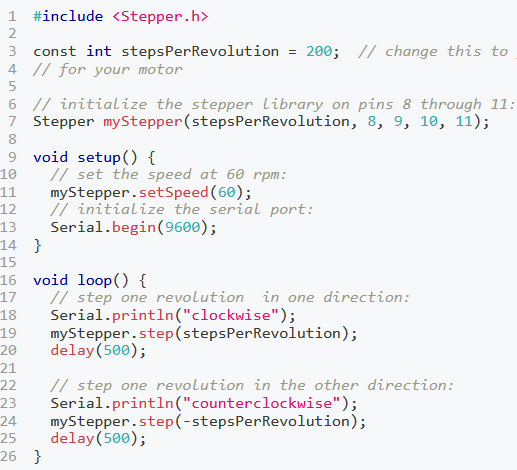 1 #include <Stepper.h>
2
3 const int stepsPerRevolution = 200;  // change this to
4 // for your motor
5
6 // initialize the stepper library on pins 8 through 11:
7 Stepper myStepper(stepsPerRevolution, 8, 9, 10, 11);
8
9 void setup() {
10   // set the speed at 60 rpm:
11   myStepper.setSpeed(60);
12   // initialize the serial port:
13   Serial.begin(9600);
14 }
15
16 void loop() {
17   // step one revolution  in one direction:
18   Serial.println("clockwise");
19   myStepper.step(stepsPerRevolution);
20   delay(500);
21
22   // step one revolution in the other direction:
23   Serial.println("counterclockwise");
24   myStepper.step(-stepsPerRevolution);
25   delay(500);
26 }